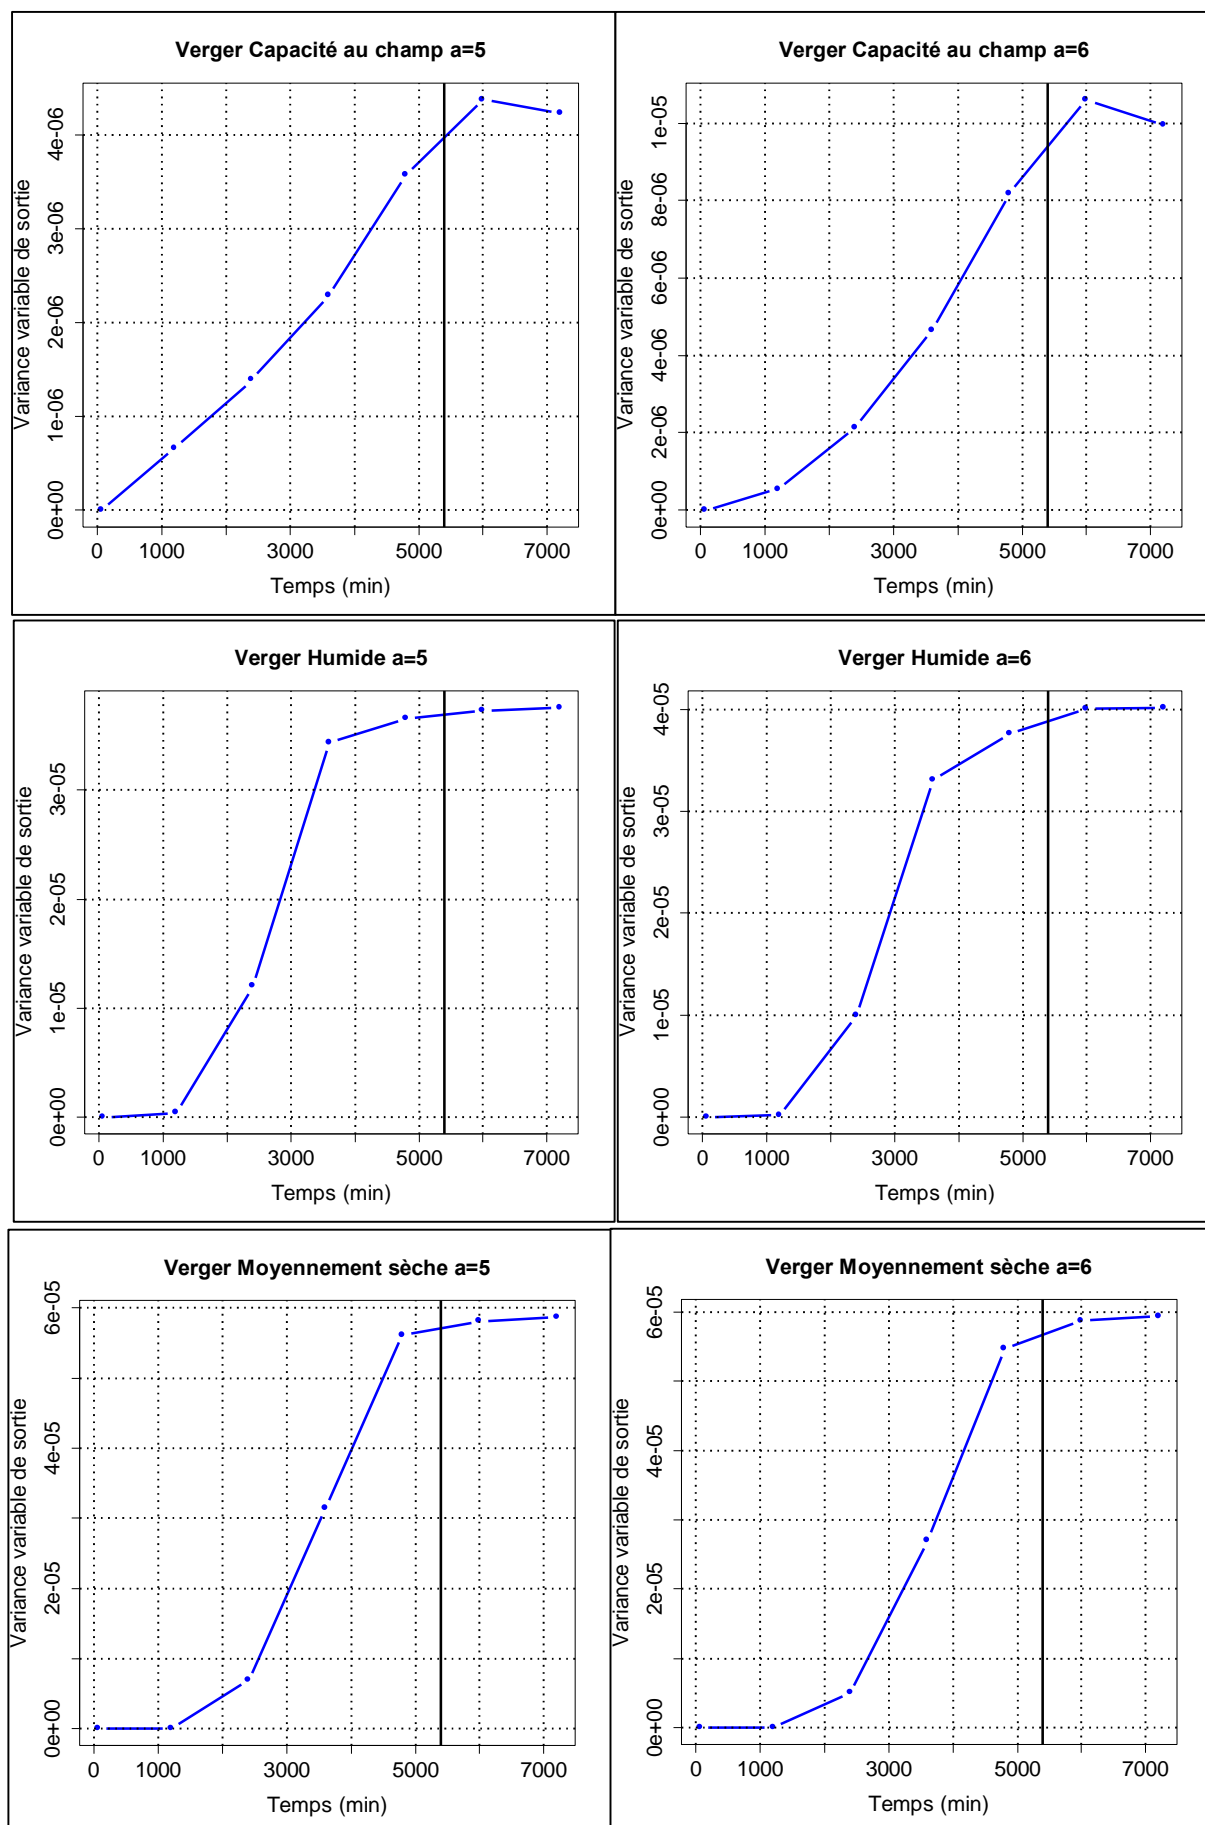 Verger Capacité au champ a=5
Variance variable de sortie
4e-06
3e-06
2e-06
1e-06
0e+00
0 1000 3000 5000 7000
Temps (min)
Verger Capacité au champ a=6
Variance variable de sortie
1e-05
8e-06
6e-06
4e-06
2e-06
0e+00
0 1000 3000 5000 7000
Temps (min)
Verger Humide a=5
Variance variable de sortie
3e-05
2e-05
1e-05
0e+00
0 1000 3000 5000 7000
Temps (min)
Verger Humide a=6
Variance variable de sortie
4e-05
3e-05
2e-05
1e-05
0e+00
0 1000 3000 5000 7000
Temps (min)
Verger Moyennement sèche a=5
Variance variable de sortie
6e-05
4e-05
2e-05
0e+00
0 1000 3000 5000 7000
Temps (min)
Verger Moyennement sèche a=6
Variance variable de sortie
6e-05
4e-05
2e-05
0e+00
0 1000 3000 5000 7000
Temps (min)